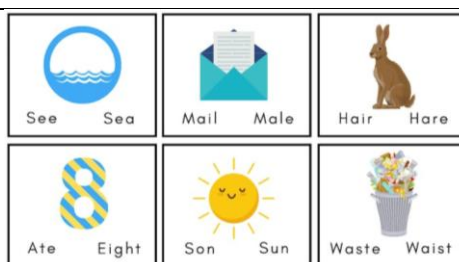 See Sea
Mail Male
Hair Hare
Ate Eight
Son Sun
Waste Waist